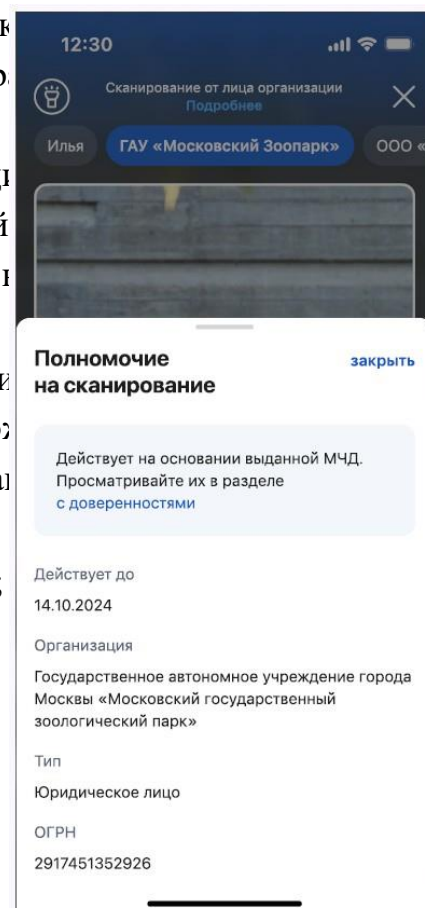 12:30
Сканирование от лица организации
Подробнее
Илья
ГАУ «Московский Зоопарк»
ООО «
Полномочие
на сканирование
закрыть
Действует на основании выданной МЧД.
Просматривайте их в разделе
с доверенностями
Действует до
14.10.2024
Организация
Государственное автономное учреждение города
Москвы «Московский государственный
зоологический парк»
Тип
Юридическое лицо
ОГРН
2917451352926